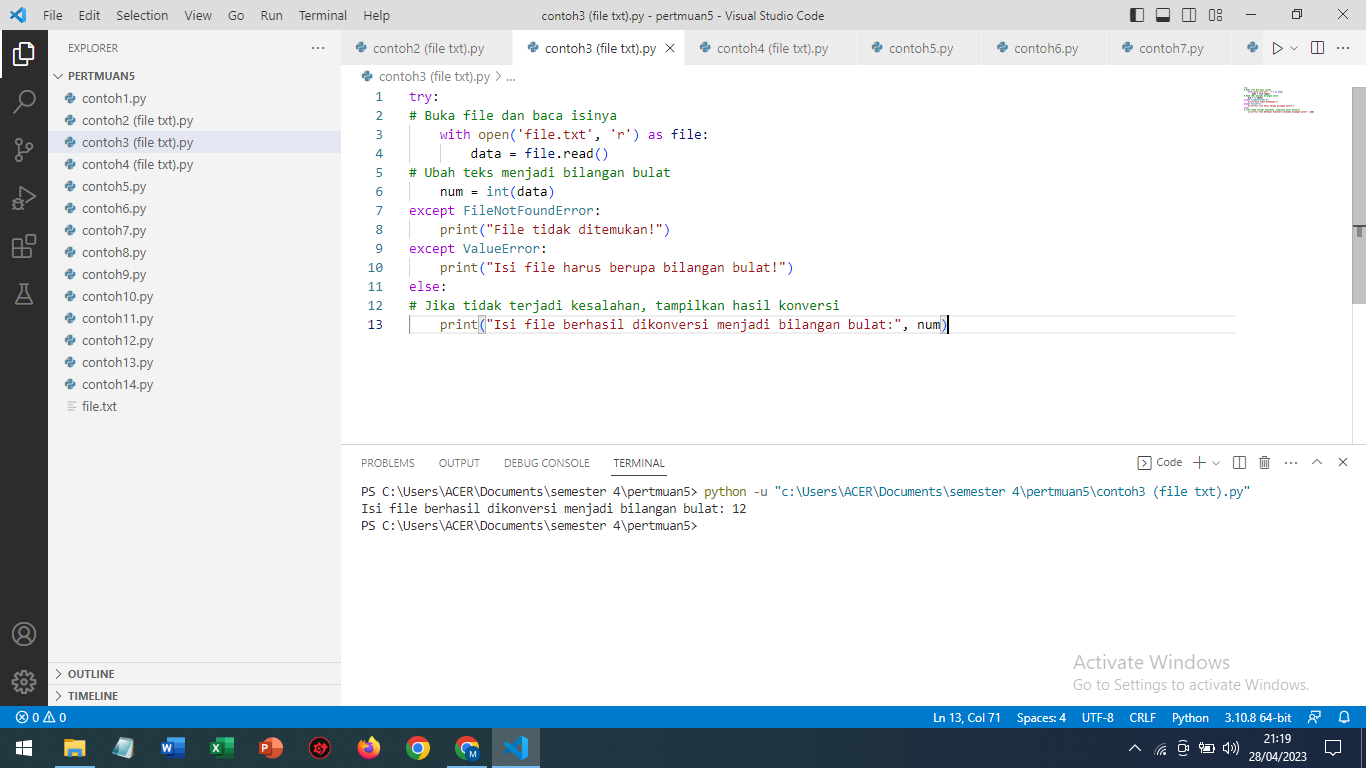 File Edit Selection View Go Run Terminal Help contoh3 (file txt).py - pertmuan5 - Visual Studio Code
EXPLORER
PERTMUAN5
contoh1.py
contoh2 (file txt).py
contoh3 (file txt).py
contoh4 (file txt).py
contoh5.py
contoh6.py
contoh7.py
contoh8.py
contoh9.py
contoh10.py
contoh11.py
contoh12.py
contoh13.py
contoh14.py
file.txt
OUTLINE
TIMELINE
contoh2 (file txt).py contoh3 (file txt).py contoh4 (file txt).py contoh5.py contoh6.py contoh7.py
contoh3 (file txt).py > ...
1 try:
2 # Buka file dan baca isinya
3 with open('file.txt', 'r') as file:
4 data = file.read()
5 # Ubah teks menjadi bilangan bulat
6 num = int(data)
7 except FileNotFoundError:
8 print("File tidak ditemukan!")
9 except ValueError:
10 print("Isi file harus berupa bilangan bulat!")
11 else:
12 # Jika tidak terjadi kesalahan, tampilkan hasil konversi
13 print("Isi file berhasil dikonversi menjadi bilangan bulat:", num)
PROBLEMS OUTPUT DEBUG CONSOLE TERMINAL Code
PS C:\Users\ACER\Documents\semester 4\pertmuan5> python -u "c:\Users\ACER\Documents\semester 4\pertmuan5\contoh3 (file txt).py"
Isi file berhasil dikonversi menjadi bilangan bulat: 12
PS C:\Users\ACER\Documents\semester 4\pertmuan5>
Activate Windows
Go to Settings to activate Windows.
0 0 Ln 13, Col 71 Spaces: 4 UTF-8 CRLF Python 3.10.8 64-bit
21:19
28/04/2023